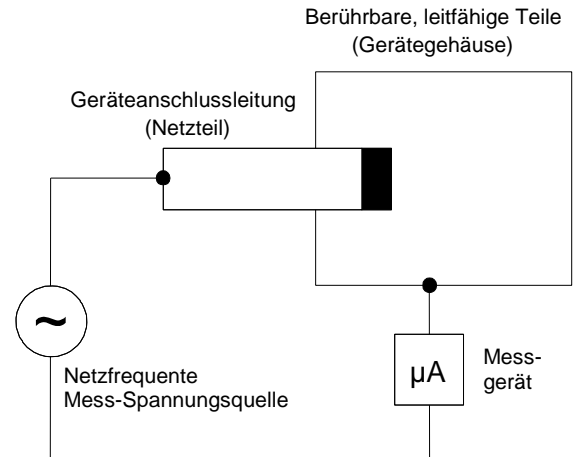 Berührbare, leitfähige Teile
(Gerätegehäuse)
Geräteanschlussleitung
(Netzteil)
~
Netzfrequente
Mess-Spannungsquelle
µA
Mess-
gerät